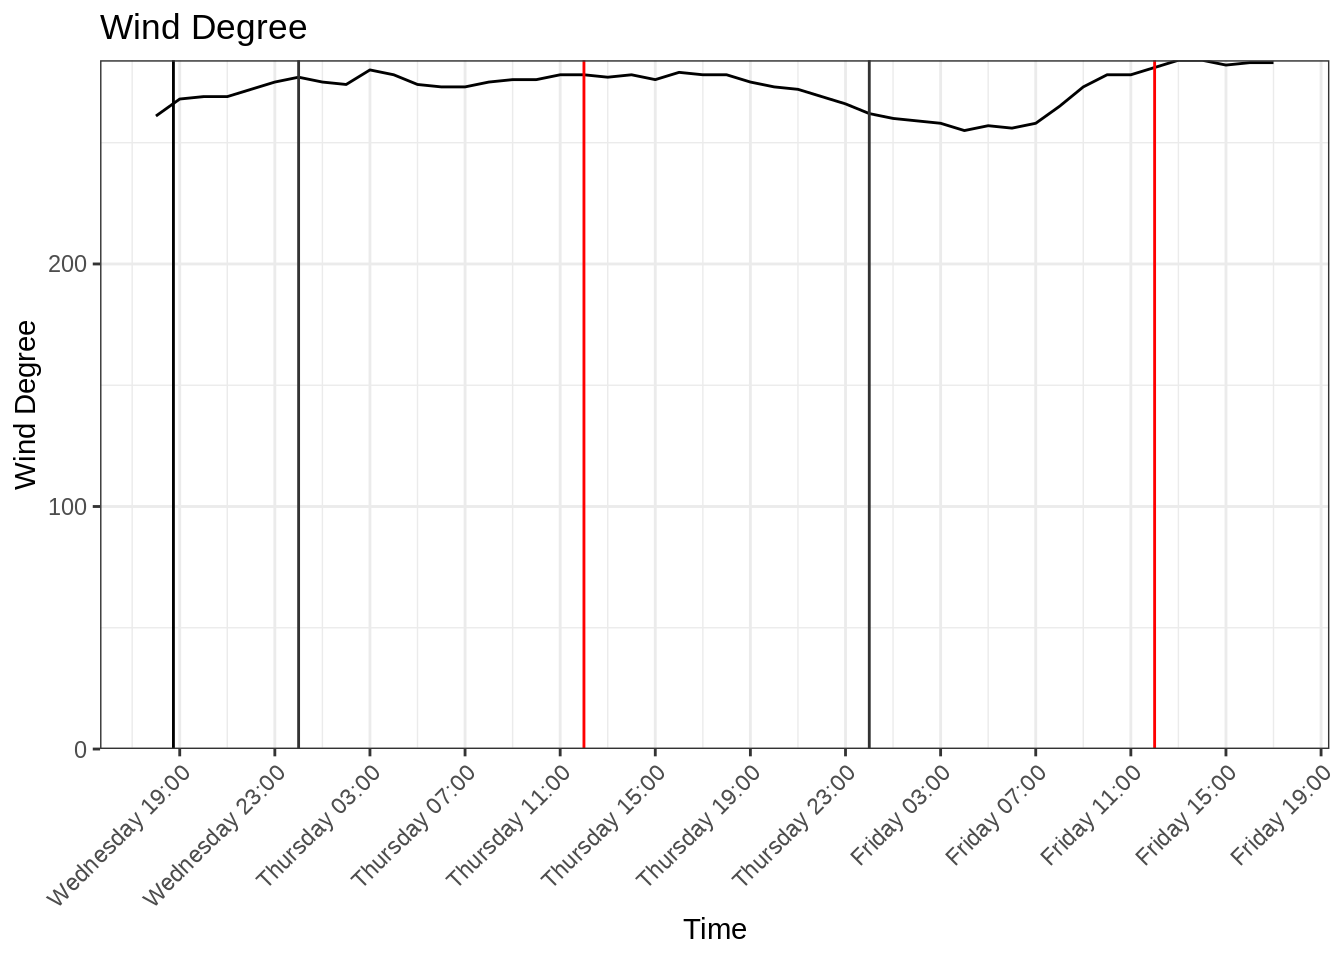 Wind Degree
Wind Degree
200
100
0
Wednesday 19:00
Wednesday 23:00
Thursday 03:00
Thursday 07:00
Thursday 11:00
Thursday 15:00
Thursday 19:00
Thursday 23:00
Friday 03:00
Friday 07:00
Friday 11:00
Friday 15:00
Friday 19:00
Time